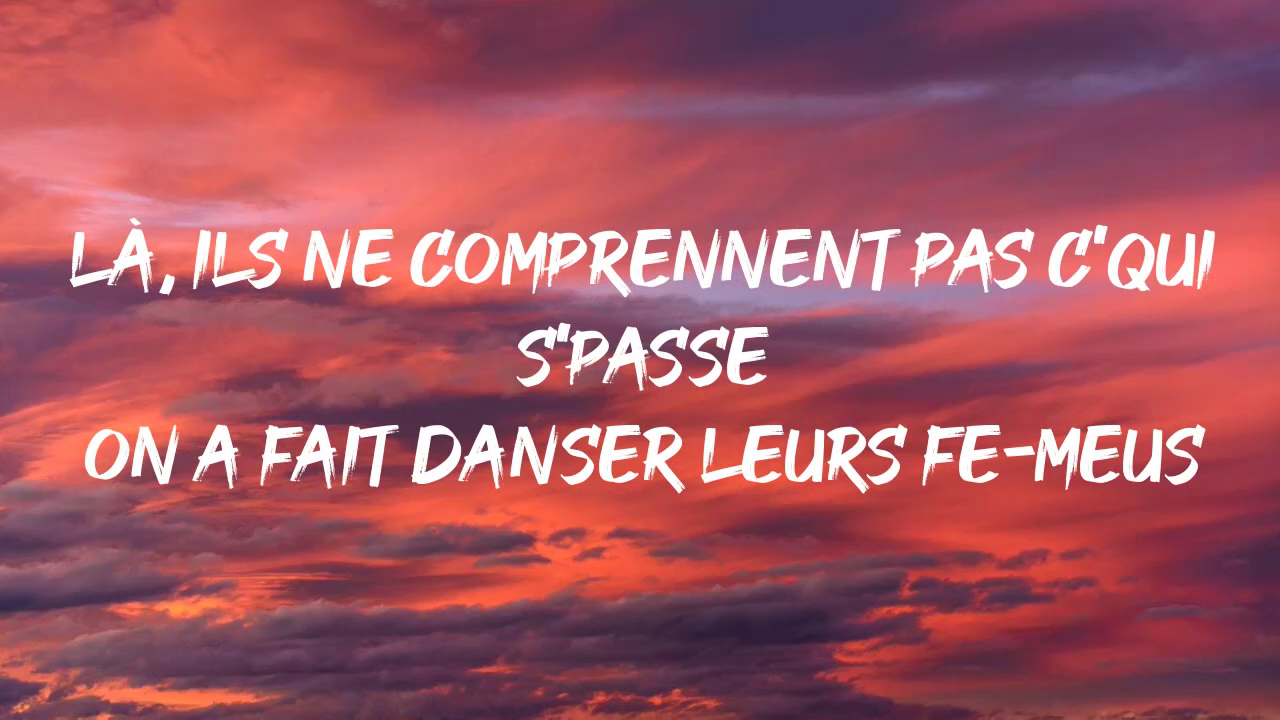 LÀ, ILS NE COMPRENNENT PAS C'QUI
S'PASSE
ON A FAIT DANSER LEURS FE-MEUS